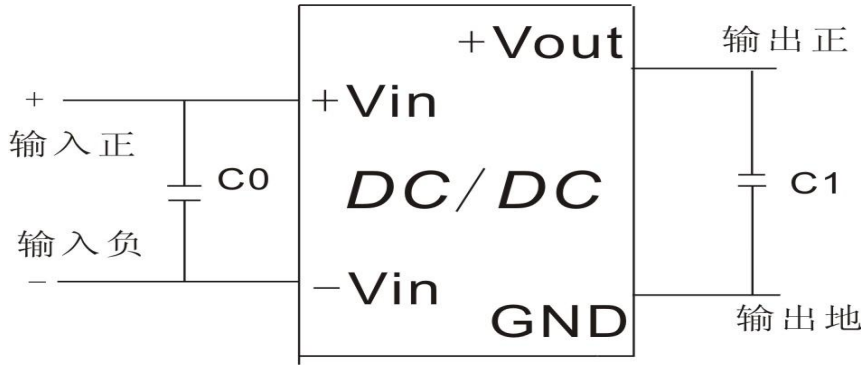 +Vout
输出正
+
+Vin
输入正
C0
DC/DC
C1
输入负
-
-Vin
GND
输出地